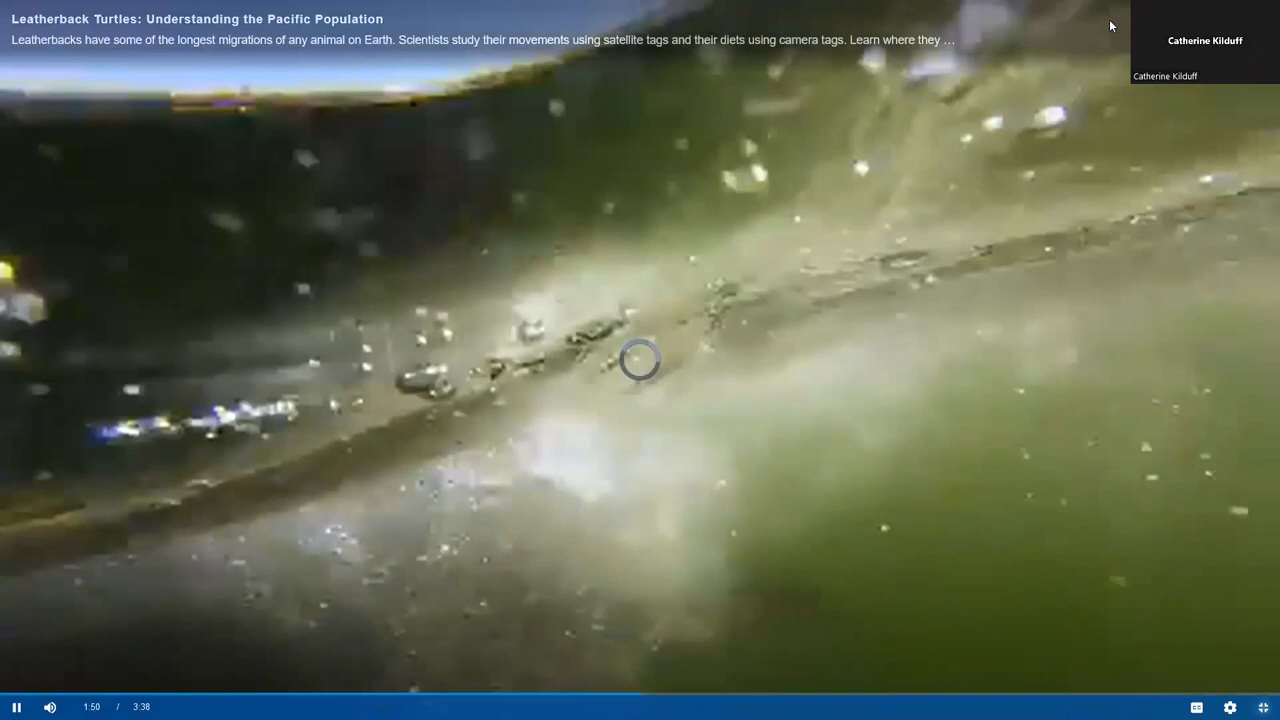 Leatherback Turtles: Understanding the Pacific Population
Leatherbacks have some of the longest migrations of any animal on Earth. Scientists study their movements using satellite tags and their diets using camera tags. Learn where they …
Catherine Kilduff
Catherine Kilduff
1:50 / 3:38
CC